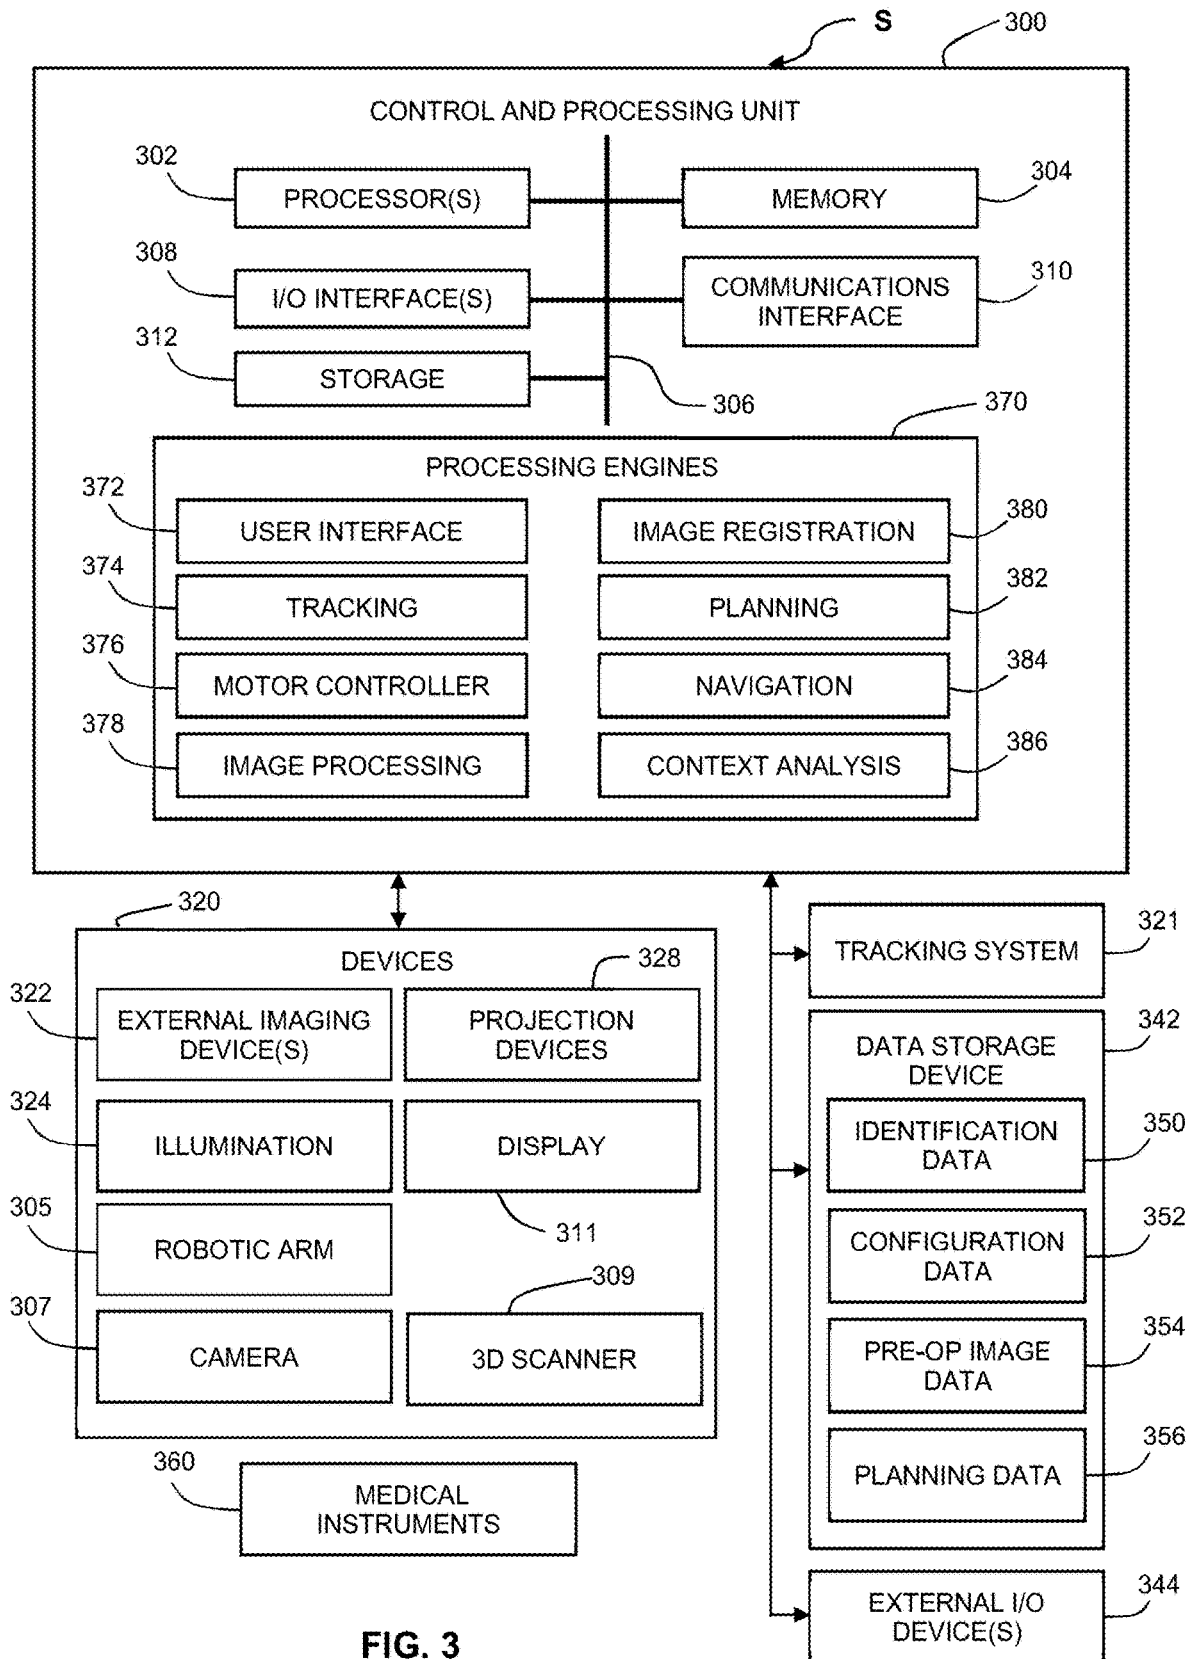 S
300
CONTROL AND PROCESSING UNIT
302
PROCESSOR(S)
MEMORY
304
308
I/O INTERFACE(S)
COMMUNICATIONS
INTERFACE
310
312
STORAGE
306
370
PROCESSING ENGINES
372
USER INTERFACE
IMAGE REGISTRATION
380
374
TRACKING
PLANNING
382
376
MOTOR CONTROLLER
NAVIGATION
384
378
IMAGE PROCESSING
CONTEXT ANALYSIS
386
320
DEVICES
328
322
EXTERNAL IMAGING
DEVICE(S)
PROJECTION
DEVICES
324
ILLUMINATION
DISPLAY
311
305
ROBOTIC ARM
309
307
CAMERA
3D SCANNER
360
MEDICAL
INSTRUMENTS
TRACKING SYSTEM
321
342
DATA STORAGE
DEVICE
IDENTIFICATION
DATA
350
CONFIGURATION
DATA
352
PRE-OP IMAGE
DATA
354
PLANNING DATA
356
EXTERNAL I/O
DEVICE(S)
344
FIG. 3